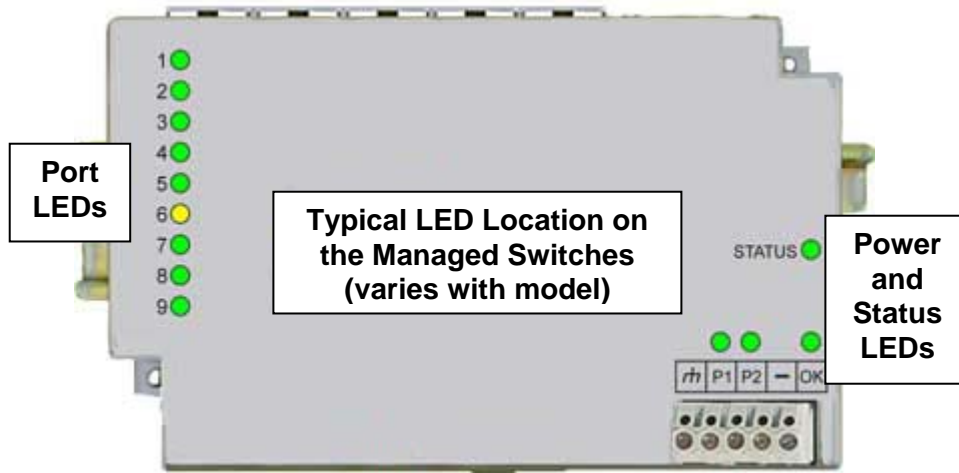 1
2
3
4
5
6
7
8
9
Port
LEDs
Typical LED Location on
the Managed Switches
(varies with model)
STATUS
Power
and
Status
LEDs
P1 P2 – OK